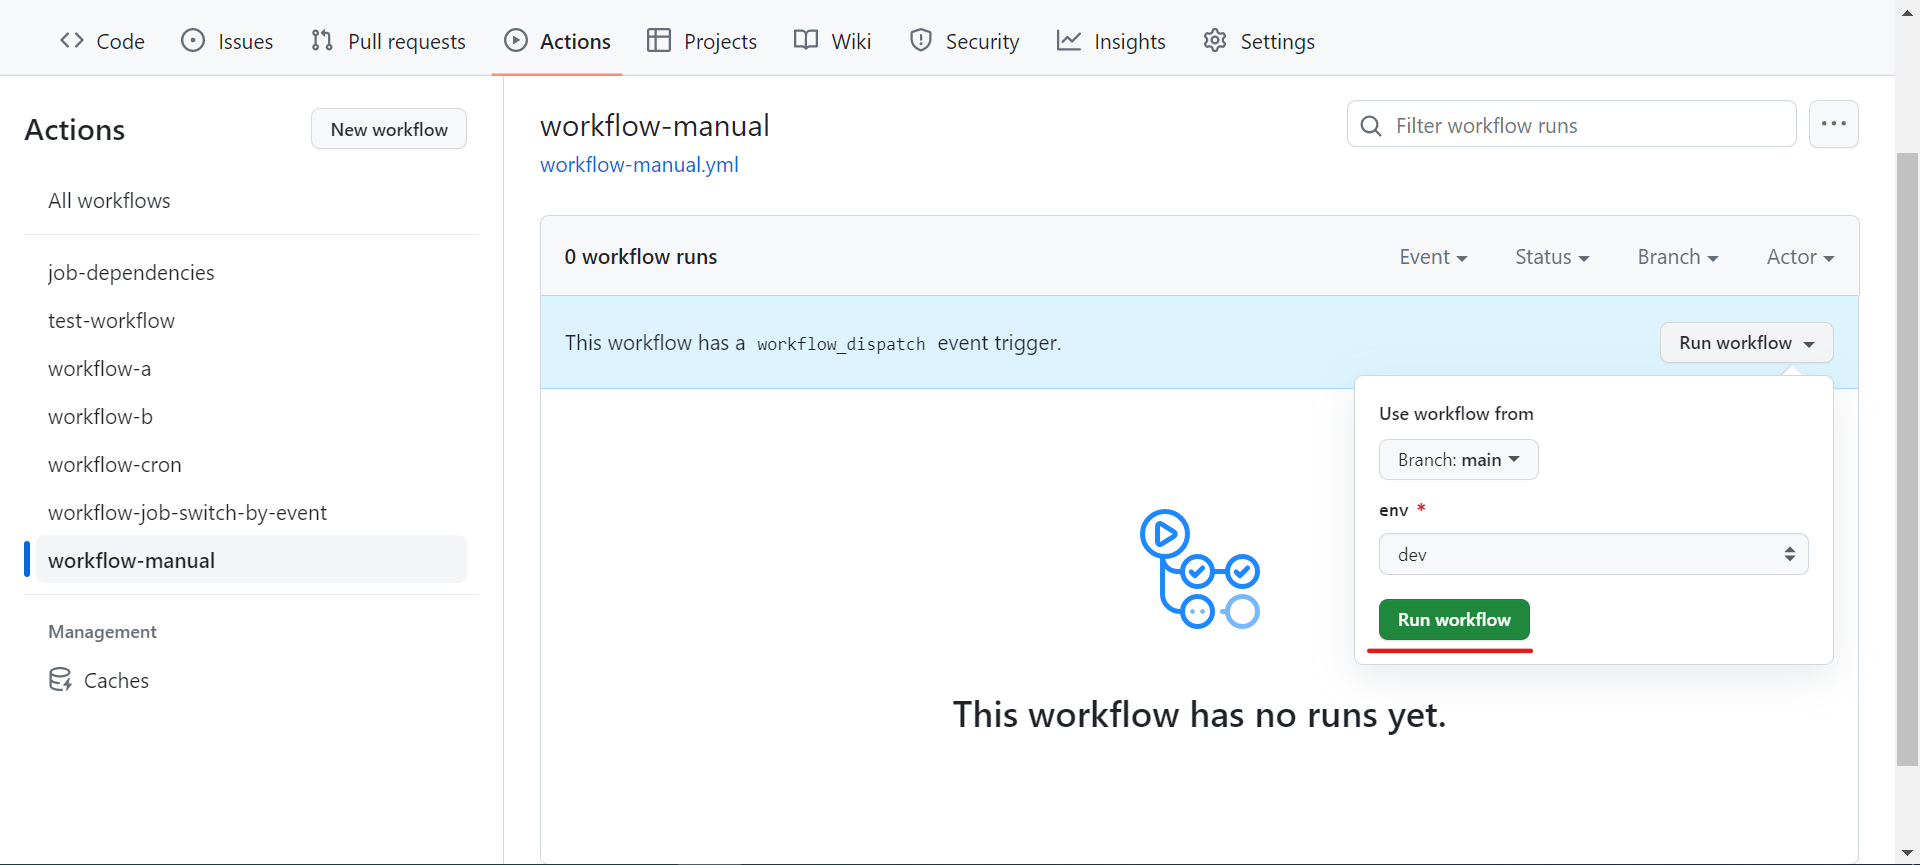 Code Issues Pull requests Actions Projects Wiki Security Insights Settings
Actions
New workflow
All workflows
job-dependencies
test-workflow
workflow-a
workflow-b
workflow-cron
workflow-job-switch-by-event
workflow-manual
Management
Caches
workflow-manual
workflow-manual.yml
Filter workflow runs
0 workflow runs
Event Status Branch Actor
This workflow has a workflow_dispatch event trigger.
Run workflow
Use workflow from
Branch: main
env *
dev
Run workflow
This workflow has no runs yet.